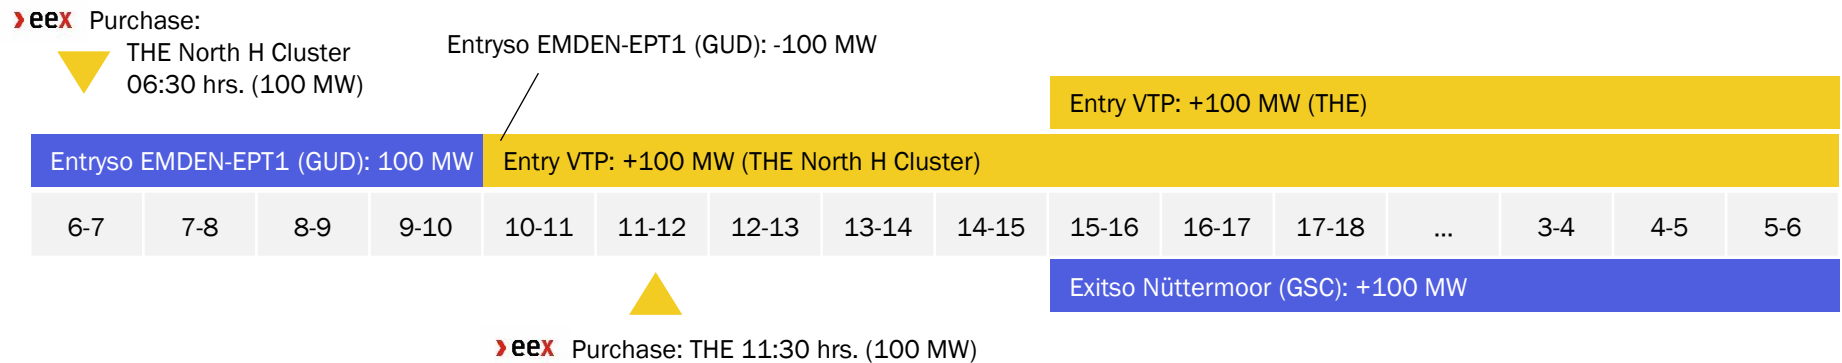 eex Purchase:
THE North H Cluster
06:30 hrs. (100 MW)
Entryso EMDEN-EPT1 (GUD): -100 MW
Entry VTP: +100 MW (THE)
Entryso EMDEN-EPT1 (GUD): 100 MW
Entry VTP: +100 MW (THE North H Cluster)
6-7 7-8 8-9 9-10 10-11 11-12 12-13 13-14 14-15 15-16 16-17 17-18 ... 3-4 4-5 5-6
Exitso Nüttermoor (GSC): +100 MW
eex Purchase: THE 11:30 hrs. (100 MW)